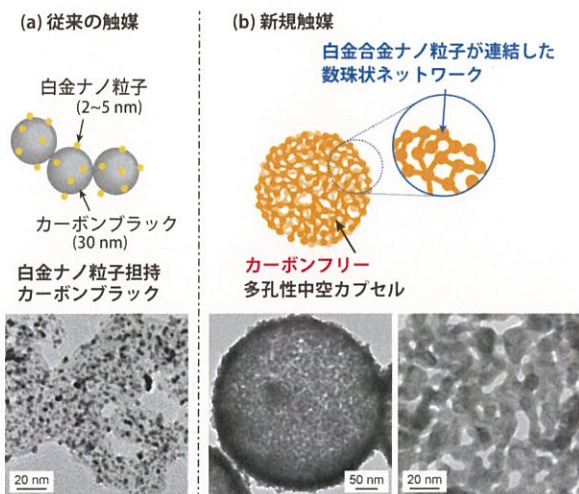 (a) 従来の触媒
白金ナノ粒子
(2~5 nm)
カーボンブラック
(30 nm)
白金ナノ粒子担持
カーボンブラック
20 nm
(b) 新規触媒
白金合金ナノ粒子が連結した
数珠状ネットワーク
カーボンフリー
多孔性中空カプセル
50 nm
20 nm